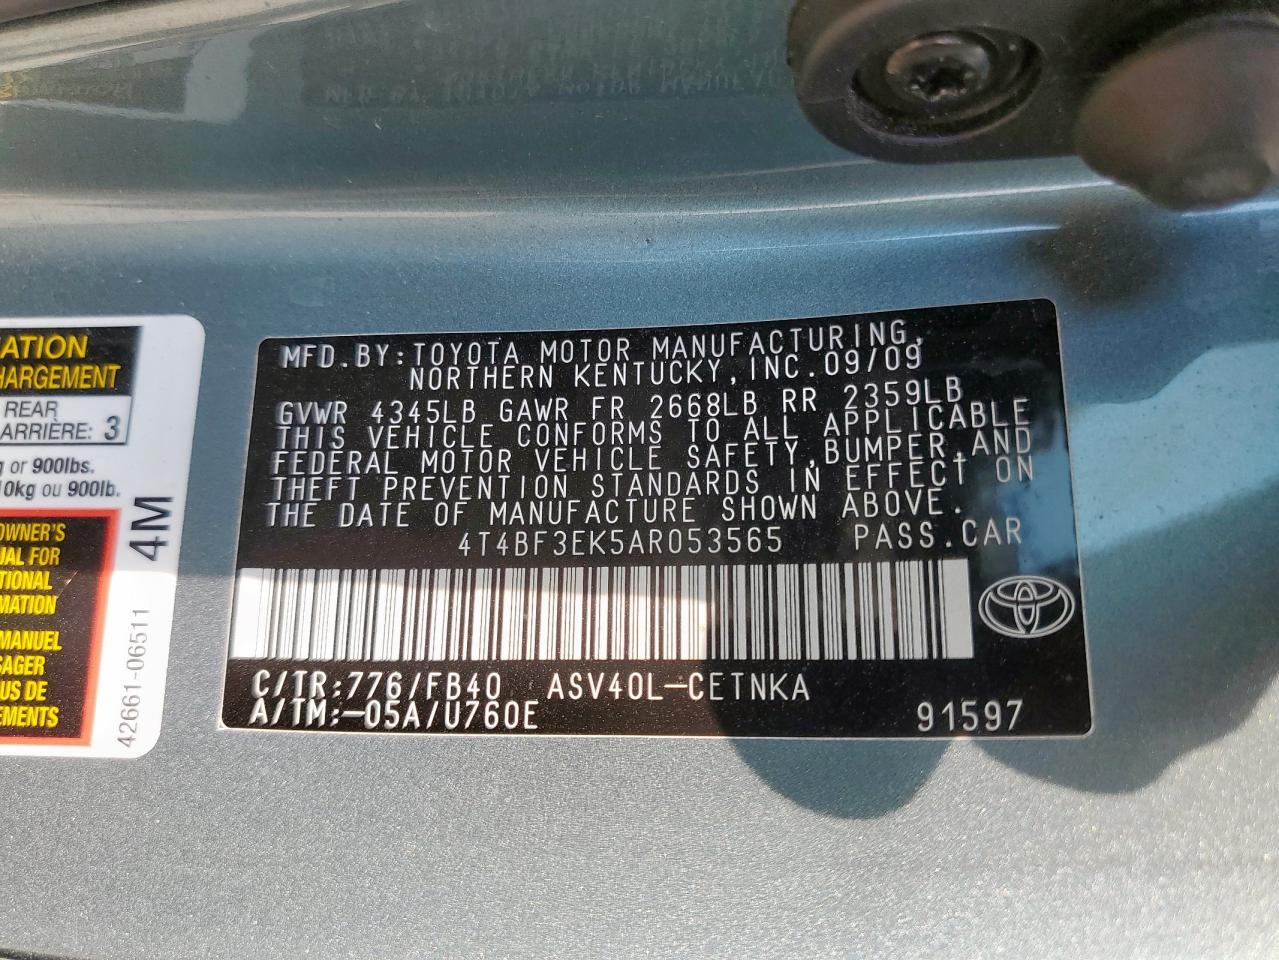 MFD.BY:TOYOTA MOTOR MANUFACTURING,
NORTHERN KENTUCKY, INC. 09/09
GVWR 4345LB GAWR FR 2668LB RR 2359LB
THIS VEHICLE CONFORMS TO ALL APPLICABLE
FEDERAL MOTOR VEHICLE SAFETY, BUMPER, AND
THEFT PREVENTION STANDARDS IN EFFECT ON
THE DATE OF MANUFACTURE SHOWN ABOVE.
4T4BF3EK5AR053565 PASS.CAR
C/TR:776/FB40 ASV40L-CETNKA
A/TM:-05A/U760E 91597
ATION
HARGEMENT
REAR
ARRIÈRE: 3
g or 900lbs.
10kg ou 900lb.
OWNER'S
UAL FOR
TIONAL
MATION
MANUEL
SAGER
US DE
EMENTS
4M
42661-06511